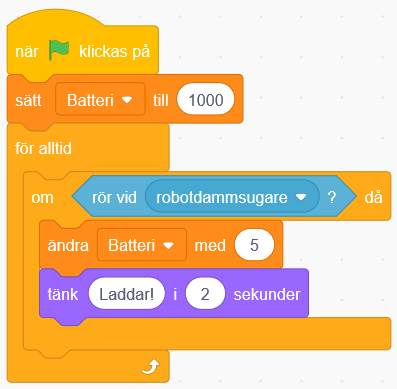 när klickas på
sätt Batteri till 1000
för alltid
om rör vid robotdammsugare ? då
ändra Batteri med 5
tänk Laddar! i 2 sekunder